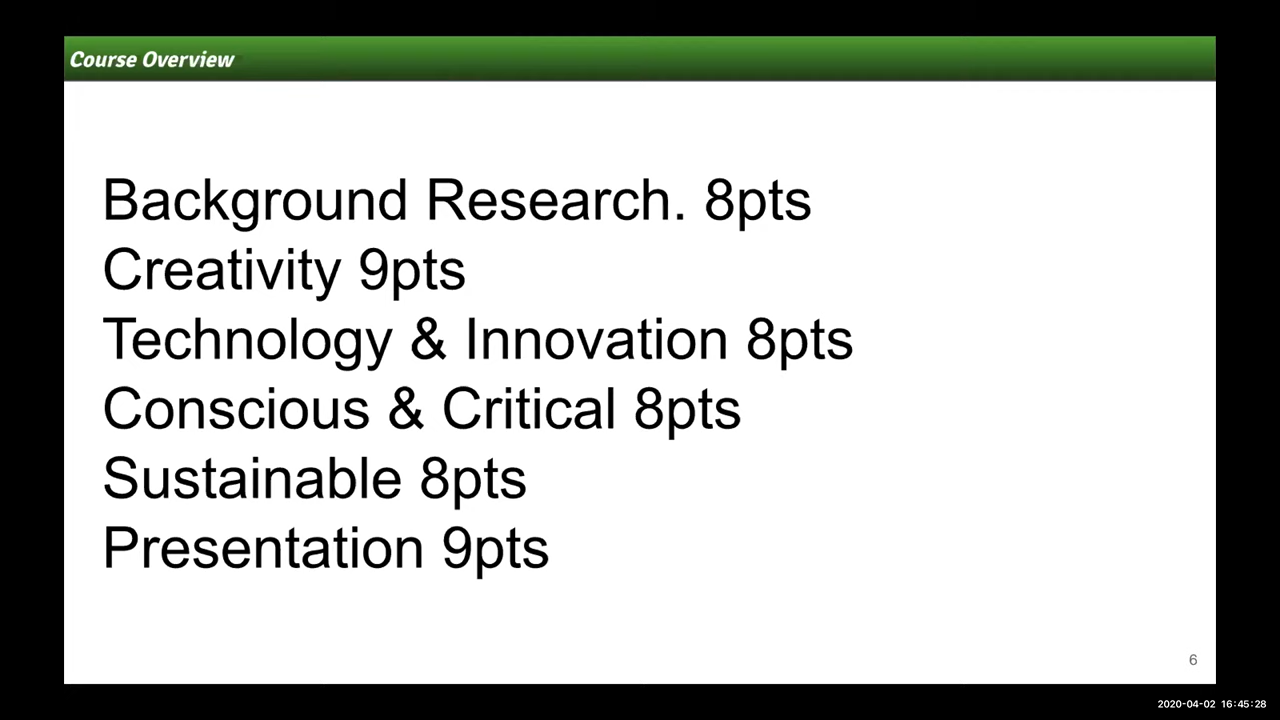 Course Overview
Background Research. 8pts
Creativity 9pts
Technology & Innovation 8pts
Conscious & Critical 8pts
Sustainable 8pts
Presentation 9pts
6
2020-04-02 16:45:28